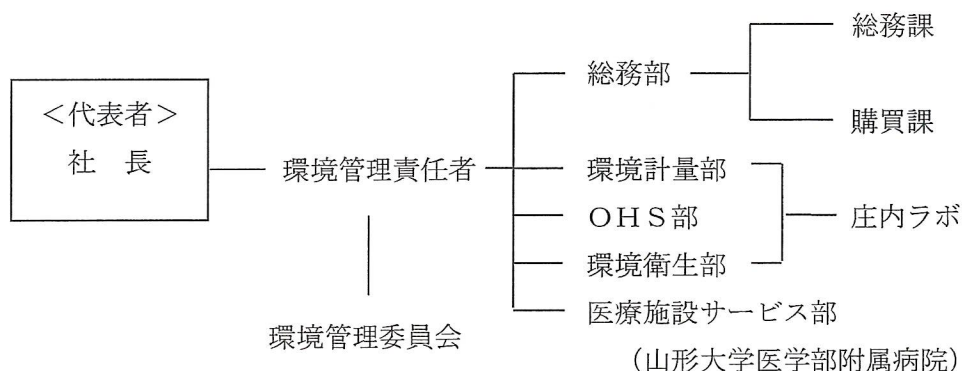 総務課
総務部
＜代表者＞
購買課
社　長
環境管理責任者
環境計量部
ＯＨＳ部
庄内ラボ
環境衛生部
医療施設サービス部
環境管理委員会
（山形大学医学部附属病院）